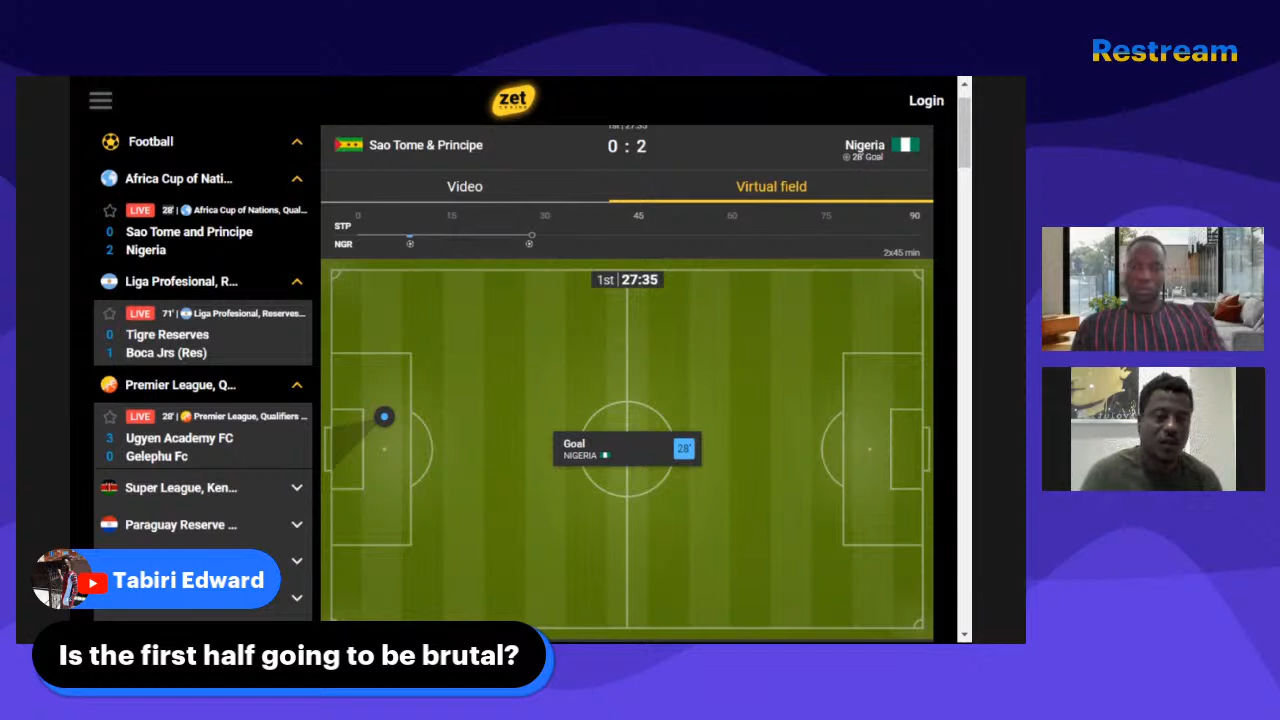 Restream
zet
Login
Football
Africa Cup of Nati...
LIVE 28' | Africa Cup of Nations, Qual...
0 Sao Tome and Principe
2 Nigeria
Liga Profesional, R...
LIVE 71' | Liga Profesional, Reserves...
0 Tigre Reserves
1 Boca Jrs (Res)
Premier League, Q...
LIVE 28' | Premier League, Qualifiers ...
3 Ugyen Academy FC
0 Gelephu Fc
Super League, Ken...
Paraguay Reserve ...
1st | 27:35
Sao Tome & Principe 0 : 2 Nigeria
28' Goal
Video Virtual field
0 15 30 45 60 75 90
STP
NGR
2x45 min
1st | 27:35
Goal 28'
NIGERIA
Tabiri Edward
Is the first half going to be brutal?